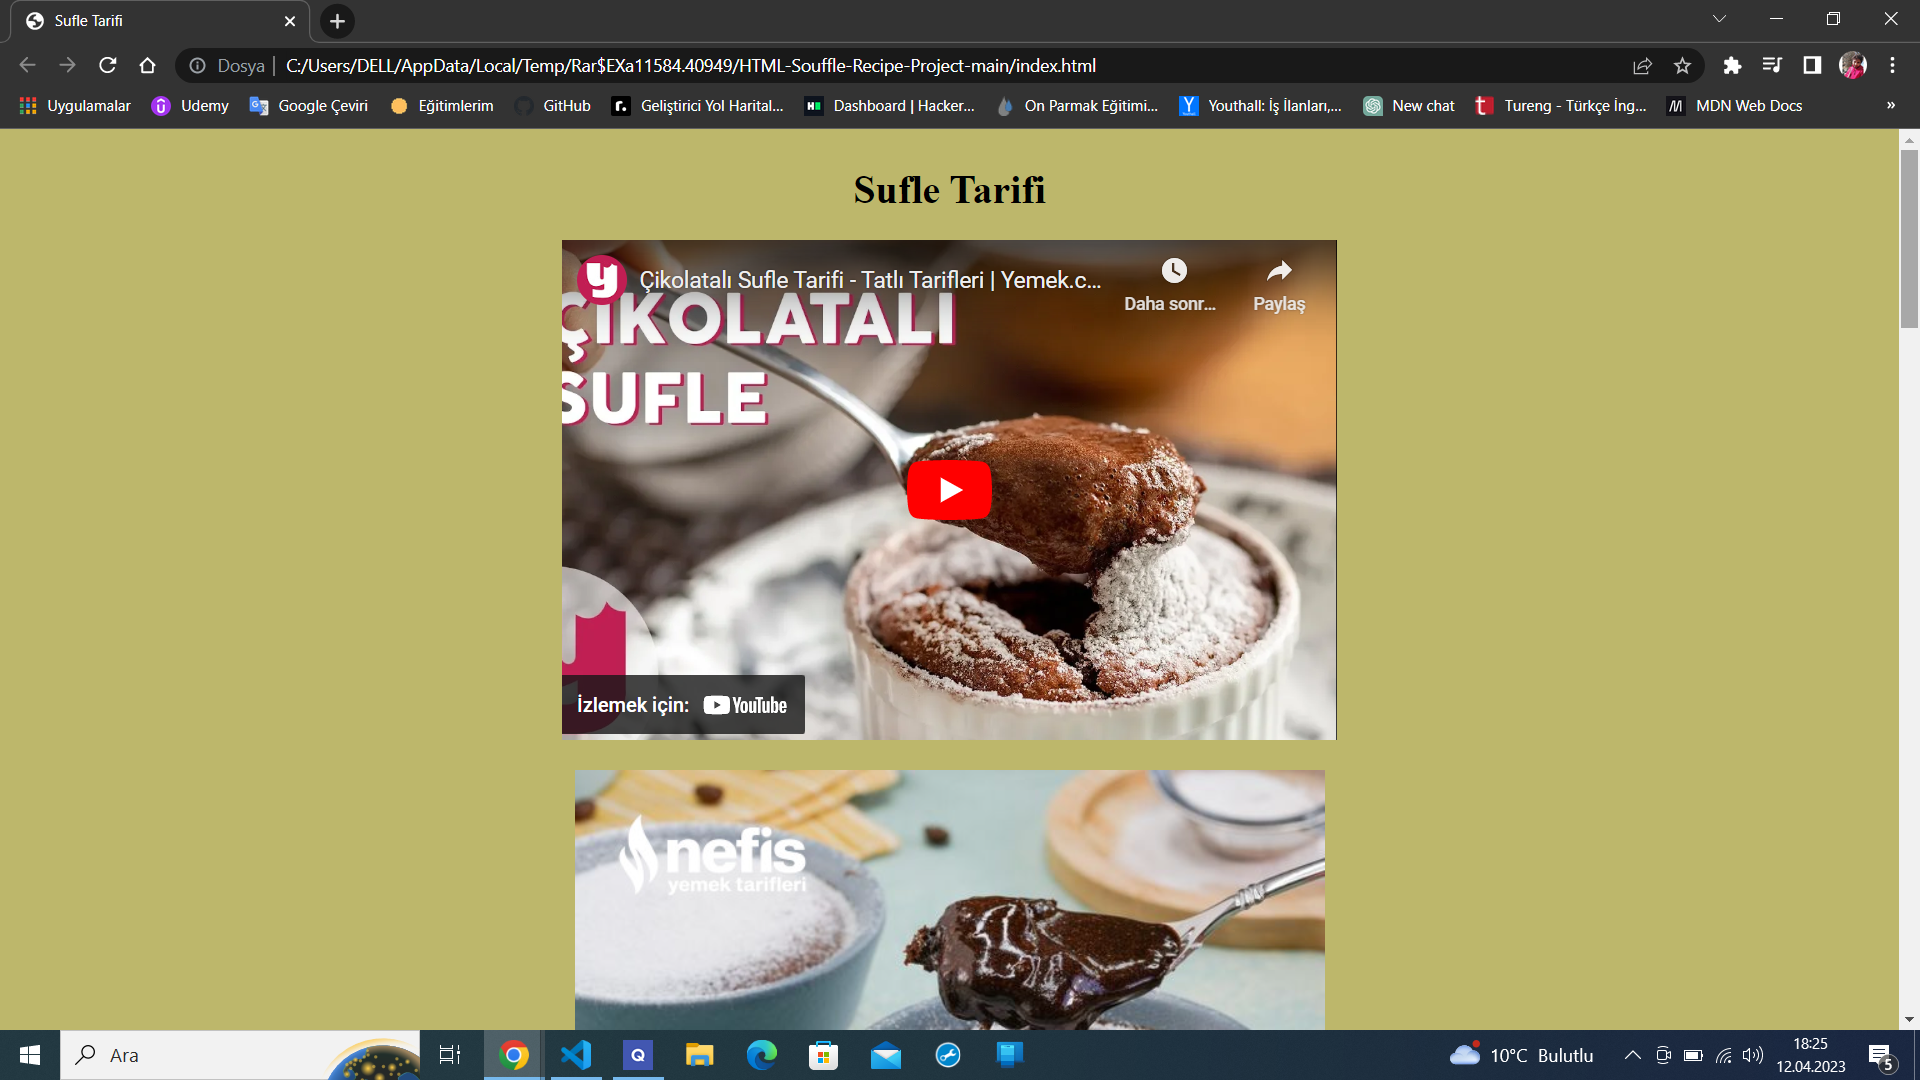 Sufle Tarifi
Dosya | C:/Users/DELL/AppData/Local/Temp/Rar$EXa11584.40949/HTML-Souffle-Recipe-Project-main/index.html
Uygulamalar Udemy Google Çeviri Eğitimlerim GitHub Geliştirici Yol Harital... Dashboard | Hacker... On Parmak Eğitimi... Youthall: İş İlanları,... New chat Tureng - Türkçe İng... MDN Web Docs »
Sufle Tarifi
Çikolatalı Sufle Tarifi - Tatlı Tarifleri | Yemek.c...
Daha sonr... Paylaş
ÇİKOLATALI
SUFLE
İzlemek için: YouTube
nefis
yemek tarifleri
Ara
10°C Bulutlu
18:25
12.04.2023
5